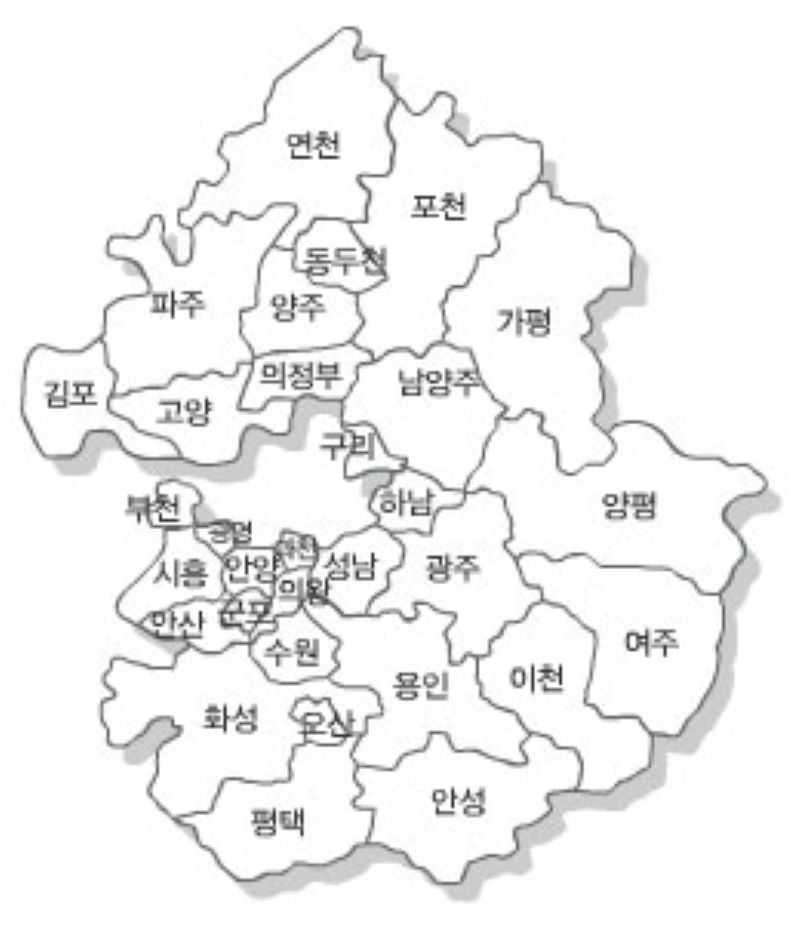 연천
포천
동두천
파주
양주
가평
의정부
남양주
김포
고양
구리
하남
양평
부천
광명
과천
시흥
안양
성남
광주
의왕
안산
군포
수원
여주
이천
용인
화성
오산
안성
평택